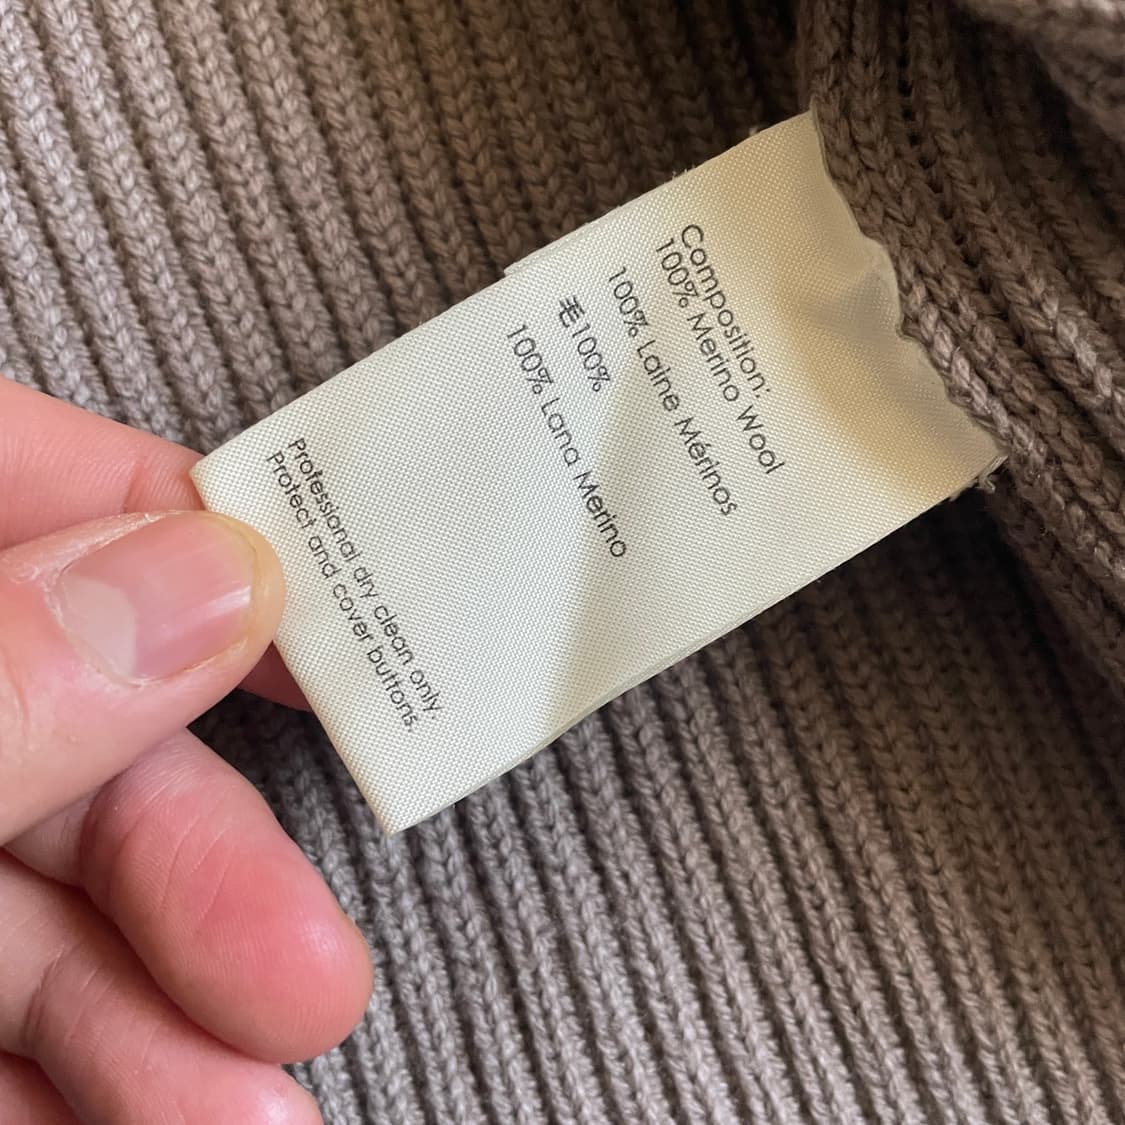 Composition:
100% Merino Wool
100% Laine Mérinos
毛100%
100% Lana Merino
Professional dry clean only.
Protect and cover buttons.